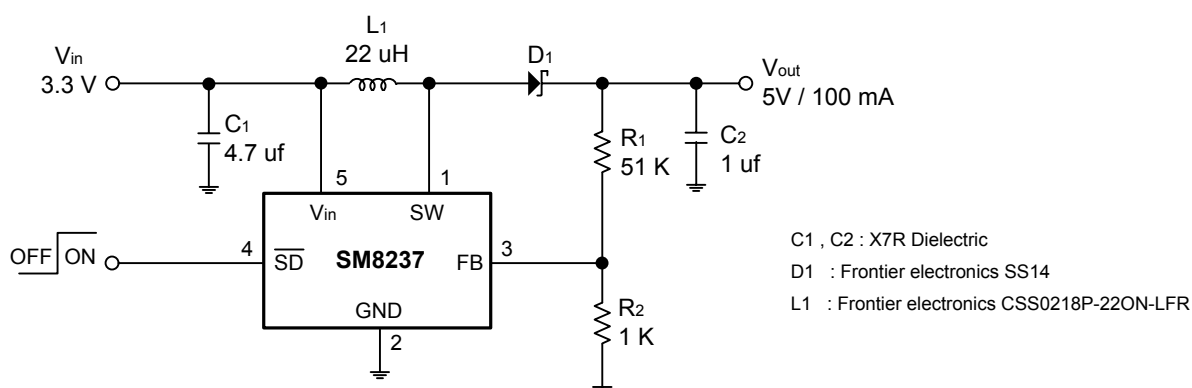 L1
22 uH
D1
Vin
3.3 V
Vout
5V / 100 mA
C1
4.7 uf
R1
51 K
C2
1 uf
5
1
Vin
SW
OFF
ON
4
SD
SM8237
FB
3
GND
2
R2
1 K
C1 , C2 : X7R Dielectric
D1 : Frontier electronics SS14
L1 : Frontier electronics CSS0218P-22ON-LFR